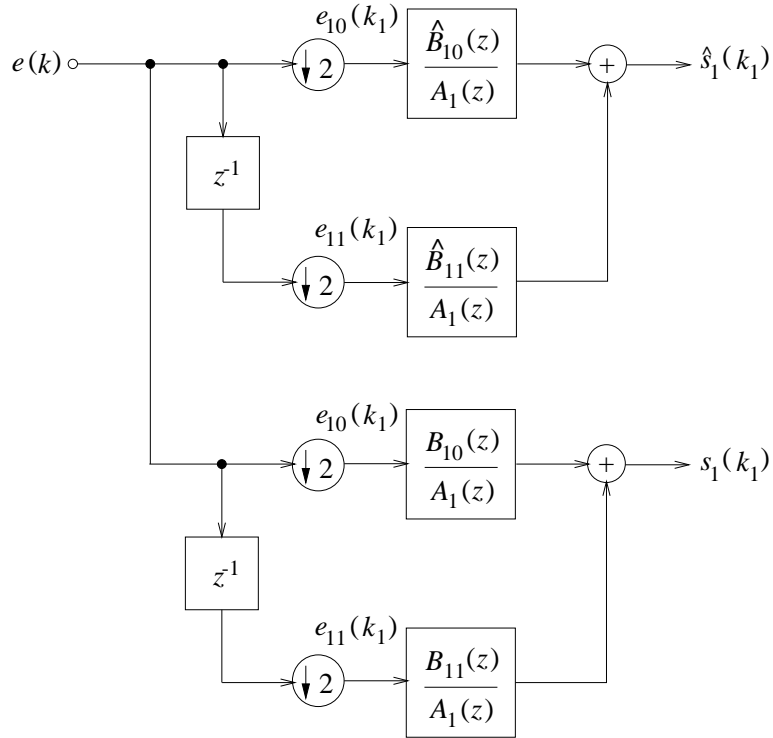 e(k)
e₁₀(k₁)
↓ 2
B̂₁₀(z)
A₁(z)
+
ŝ₁(k₁)
z⁻¹
e₁₁(k₁)
↓ 2
B̂₁₁(z)
A₁(z)
e₁₀(k₁)
↓ 2
B₁₀(z)
A₁(z)
+
s₁(k₁)
z⁻¹
e₁₁(k₁)
↓ 2
B₁₁(z)
A₁(z)